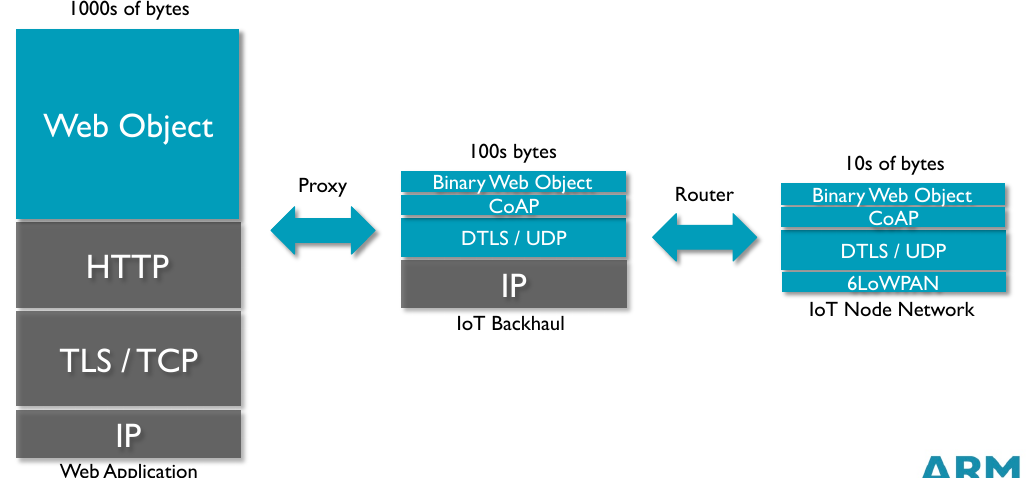 1000s of bytes
Web Object
HTTP
TLS / TCP
IP
Web Application
Proxy
100s bytes
Binary Web Object
CoAP
DTLS / UDP
IP
IoT Backhaul
Router
10s of bytes
Binary Web Object
CoAP
DTLS / UDP
6LoWPAN
IoT Node Network
ARM